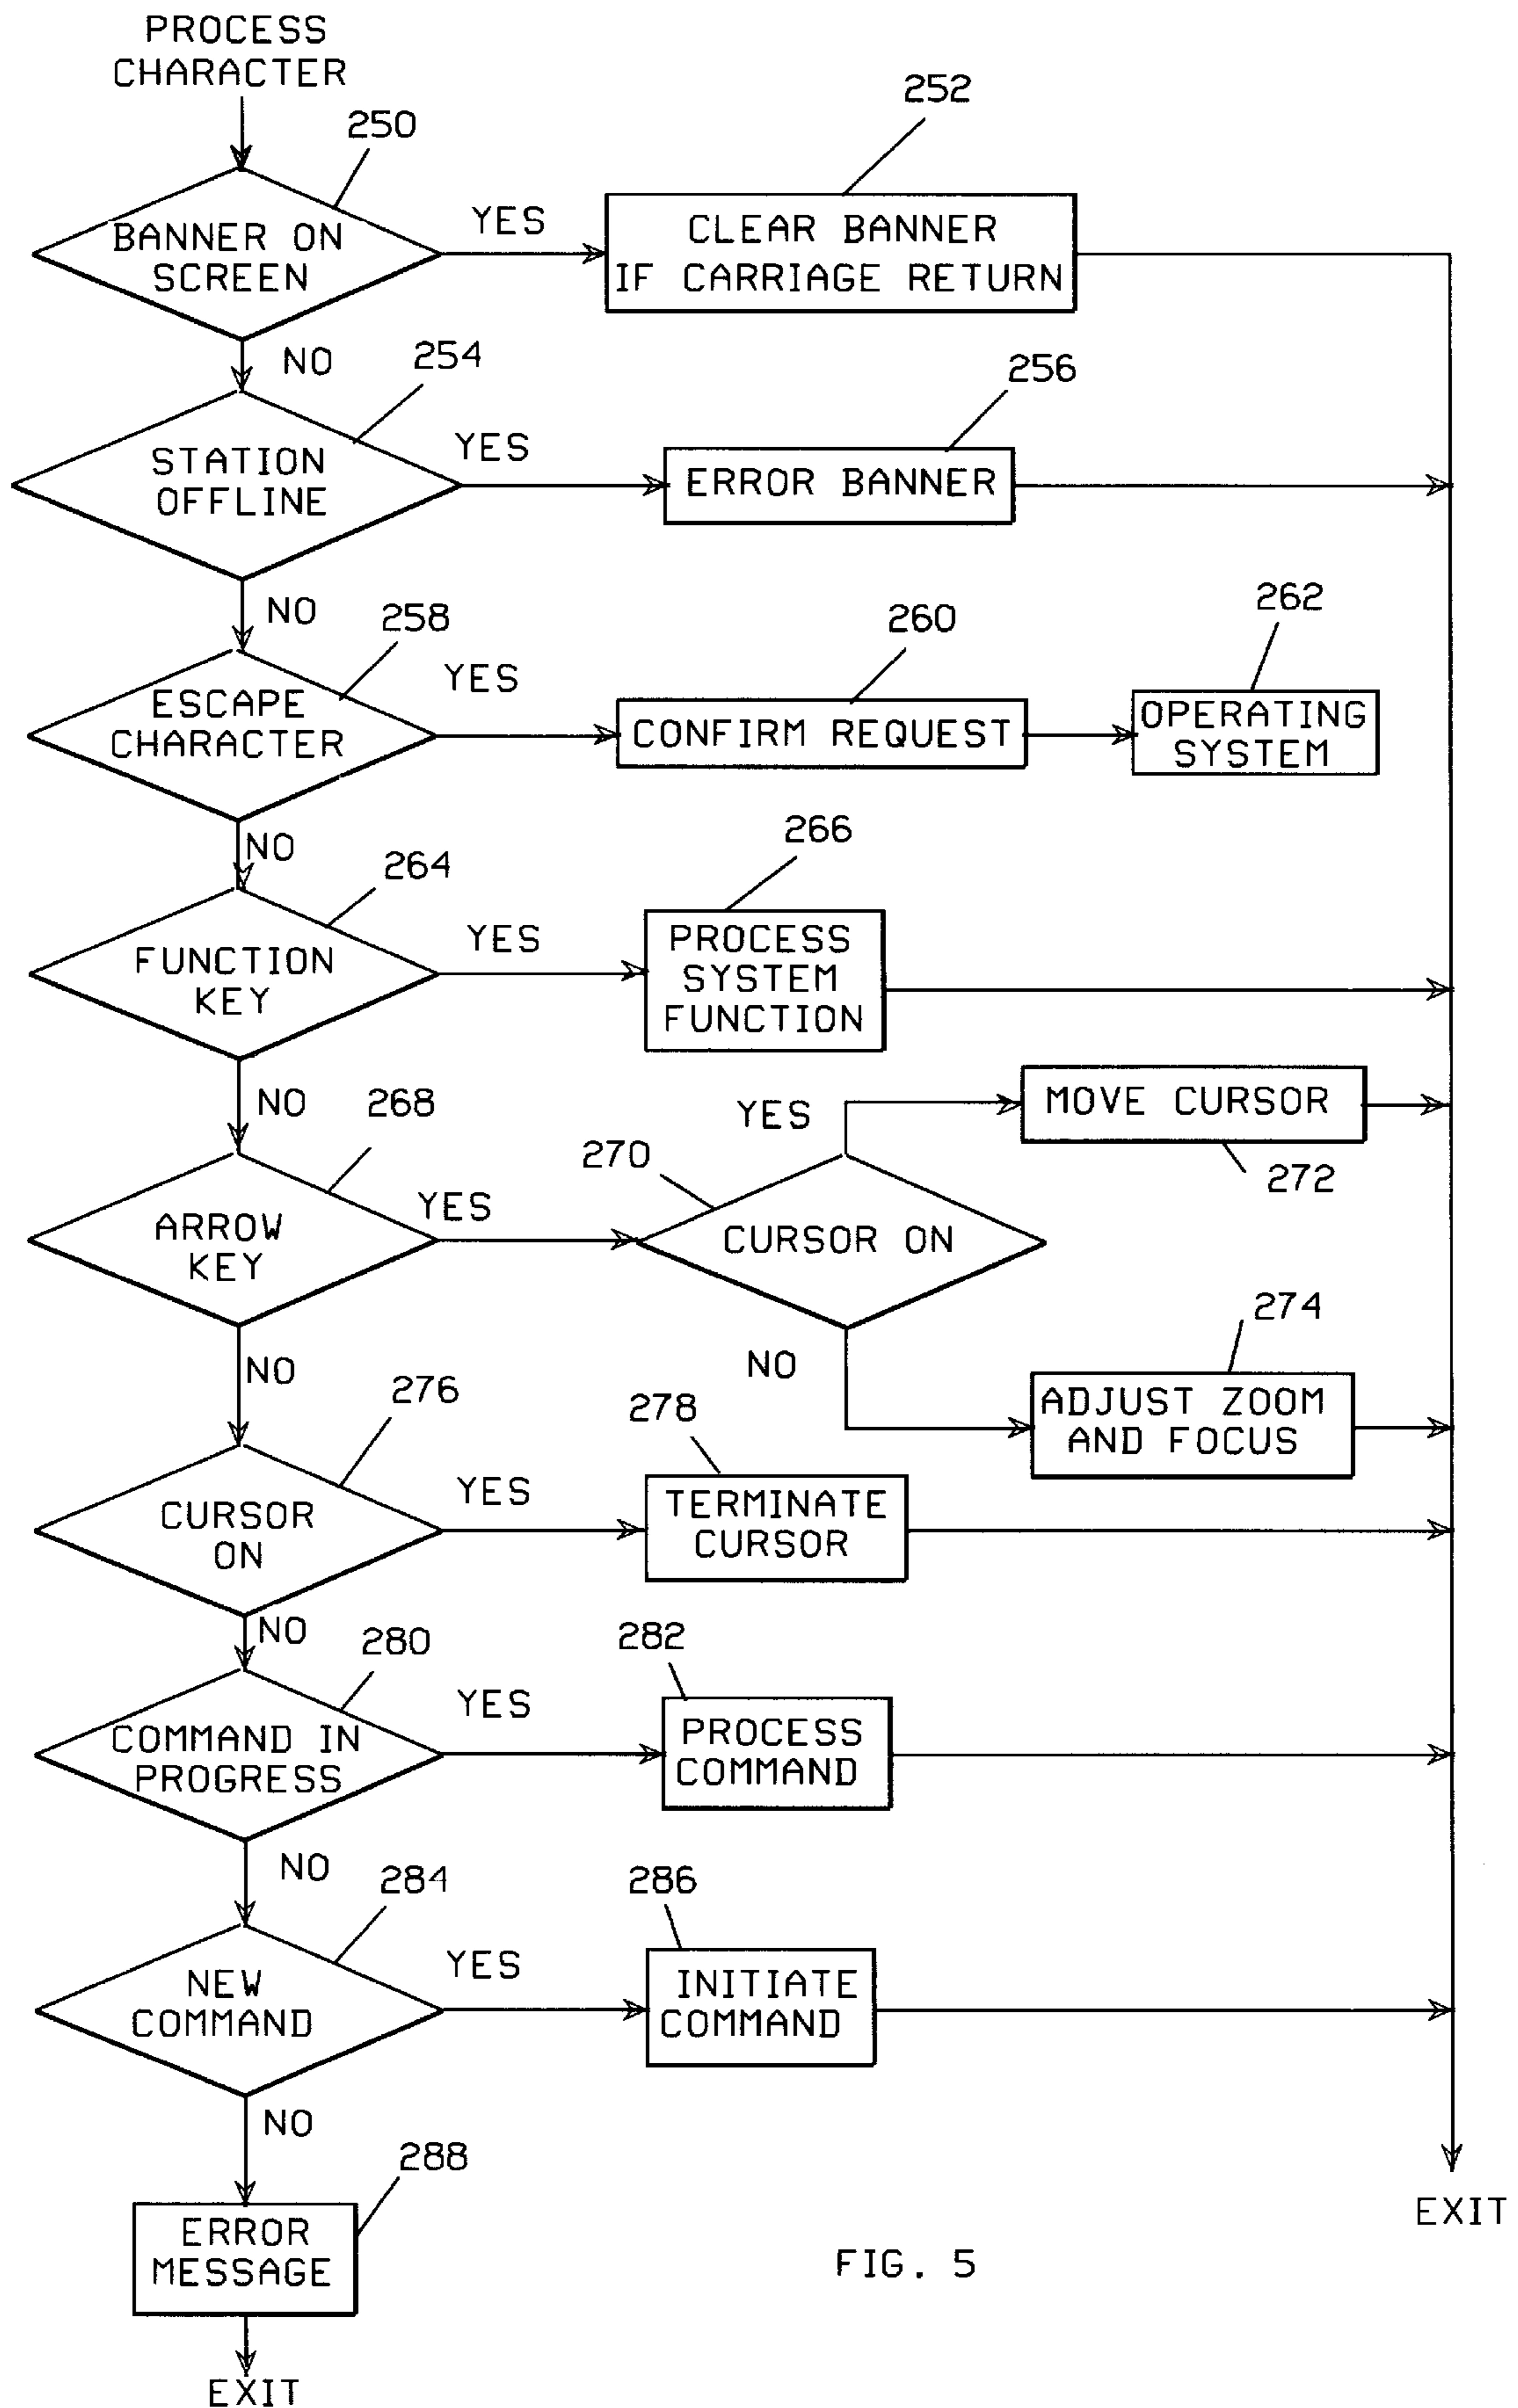 PROCESS
CHARACTER
250
252
BANNER ON
SCREEN
YES
CLEAR BANNER
IF CARRIAGE RETURN
NO
254
256
STATION
OFFLINE
YES
ERROR BANNER
NO
258
260
262
ESCAPE
CHARACTER
YES
CONFIRM REQUEST
OPERATING
SYSTEM
NO
264
266
FUNCTION
KEY
YES
PROCESS
SYSTEM
FUNCTION
NO
268
270
YES
MOVE CURSOR
272
ARROW
KEY
YES
CURSOR ON
274
NO
ADJUST ZOOM
AND FOCUS
NO
276
278
CURSOR
ON
YES
TERMINATE
CURSOR
NO
280
282
COMMAND IN
PROGRESS
YES
PROCESS
COMMAND
NO
284
286
NEW
COMMAND
YES
INITIATE
COMMAND
NO
288
EXIT
ERROR
MESSAGE
FIG. 5
EXIT